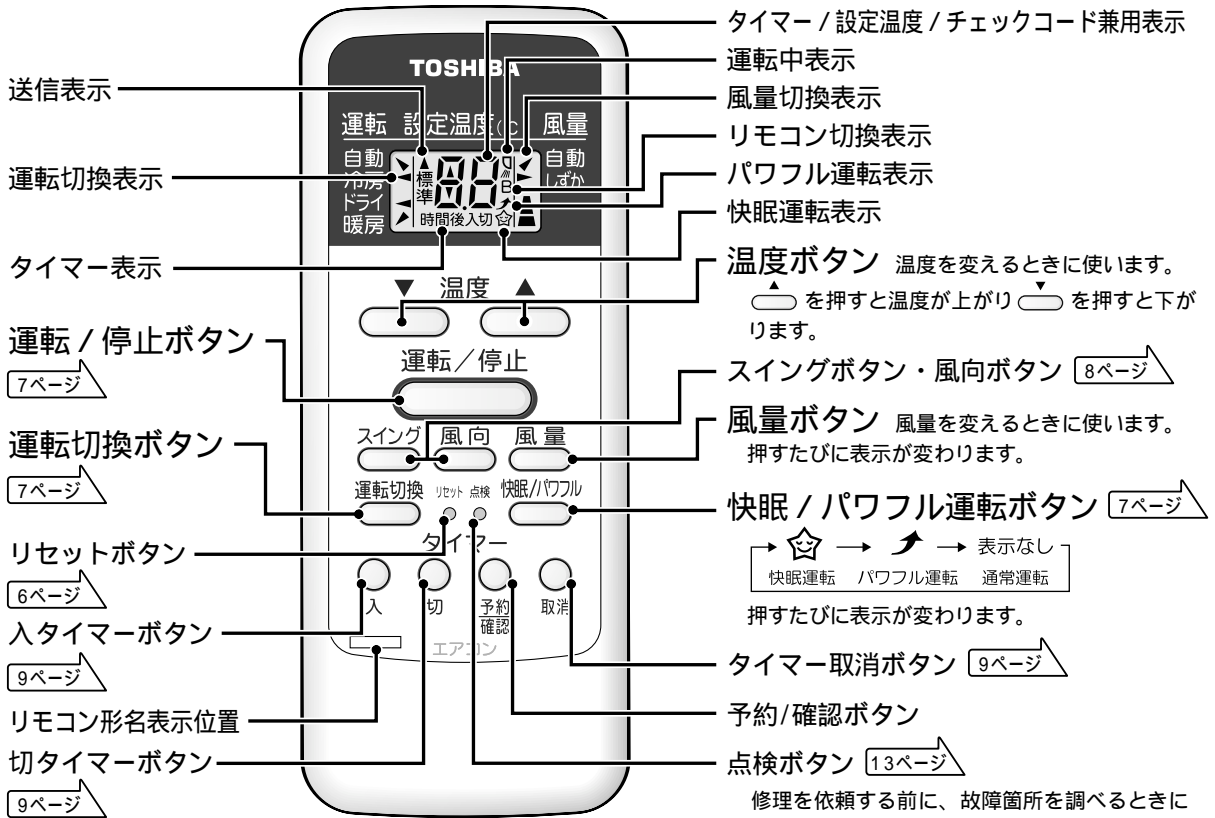 送信表示
運転切換表示
タイマー表示
運転 / 停止ボタン
7ページ
運転切換ボタン
7ページ
リセットボタン
6ページ
入タイマーボタン
9ページ
リモコン形名表示位置
切タイマーボタン
9ページ
TOSHIBA
運転 設定温度(℃ 風量
自動
冷房
ドライ
暖房
標準
8.8
B
時間後入切
自動
しずか
▼ 温度 ▲
運転／停止
スイング 風向 風量
運転切換 リセット 点検 快眠/パワフル
タイマー
入 切 予約 取消
確認
エアコン
タイマー / 設定温度 / チェックコード兼用表示
運転中表示
風量切換表示
リモコン切換表示
パワフル運転表示
快眠運転表示
温度ボタン 温度を変えるときに使います。
▲ を押すと温度が上がり ▼ を押すと下が
ります。
スイングボタン・風向ボタン 8ページ
風量ボタン 風量を変えるときに使います。
押すたびに表示が変わります。
快眠 / パワフル運転ボタン 7ページ
→ → → 表示なし
快眠運転 パワフル運転 通常運転
押すたびに表示が変わります。
タイマー取消ボタン 9ページ
予約/確認ボタン
点検ボタン 13ページ
修理を依頼する前に、故障箇所を調べるときに